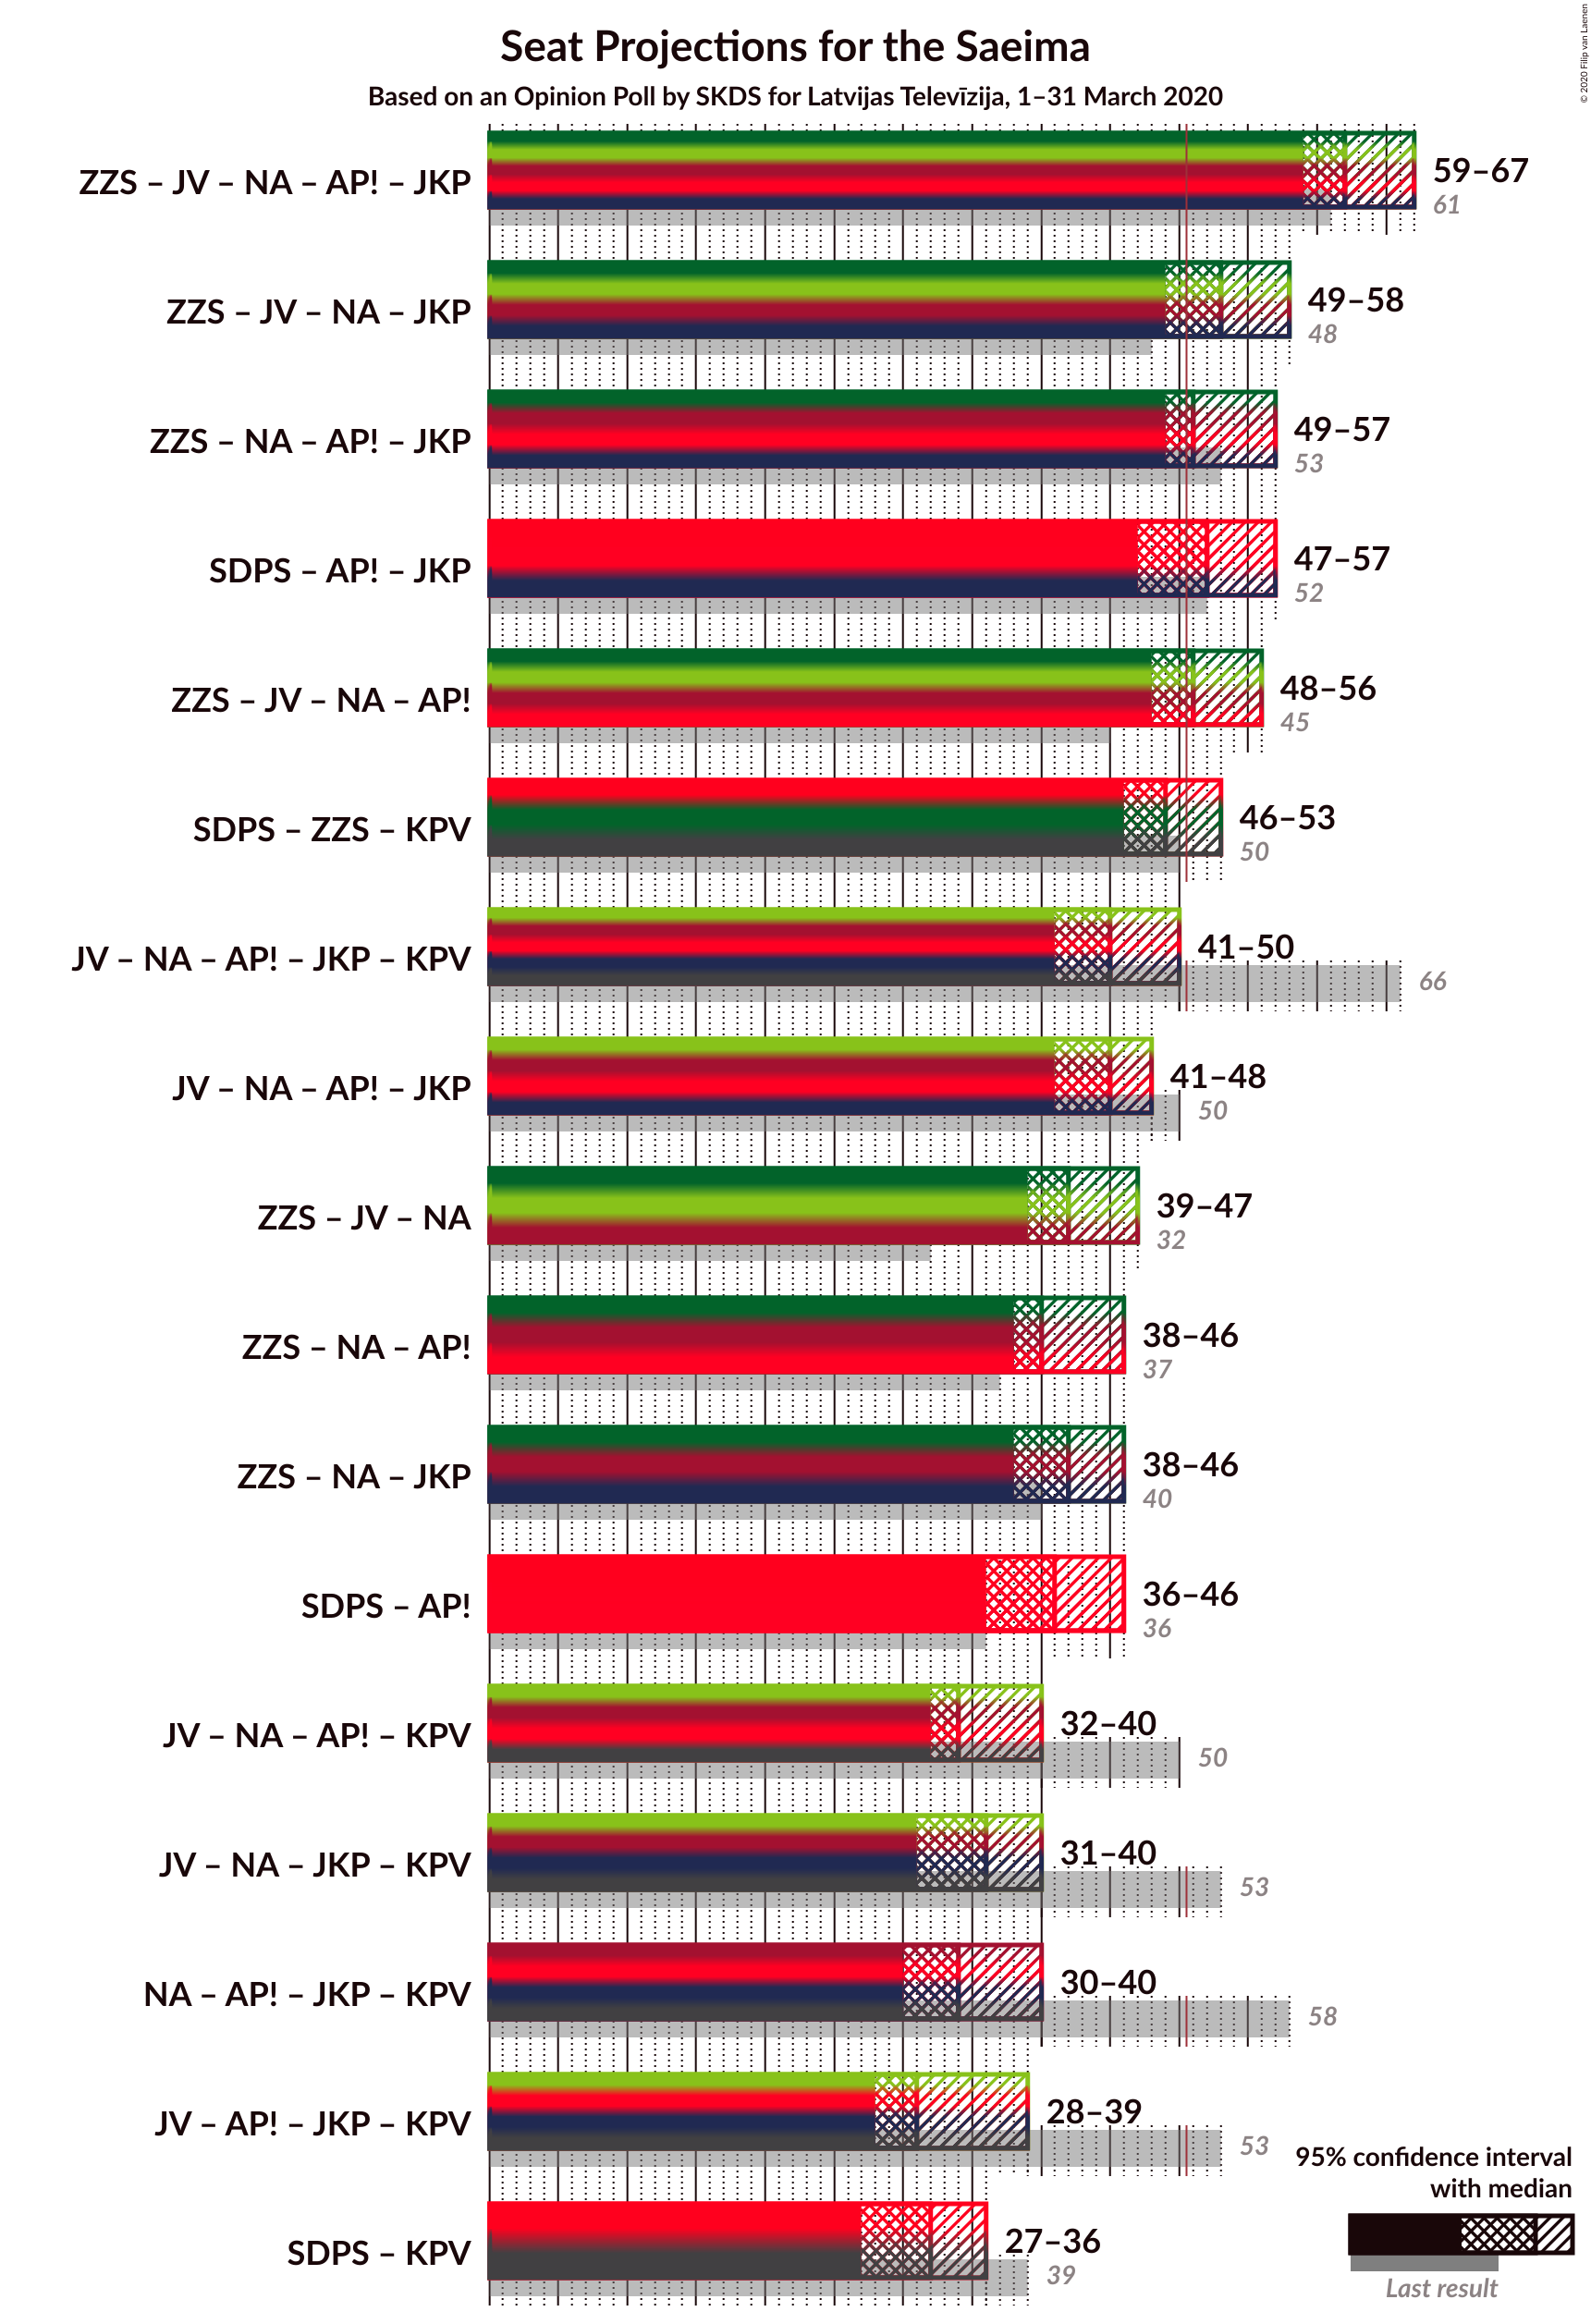 © 2020 Filip van Laenen
Seat Projections for the Saeima
Based on an Opinion Poll by SKDS for Latvijas Televīzija, 1–31 March 2020
ZZS – JV – NA – AP! – JKP
59–67
61
ZZS – JV – NA – JKP
49–58
48
ZZS – NA – AP! – JKP
49–57
53
SDPS – AP! – JKP
47–57
52
ZZS – JV – NA – AP!
48–56
45
SDPS – ZZS – KPV
46–53
50
JV – NA – AP! – JKP – KPV
41–50
66
JV – NA – AP! – JKP
41–48
50
ZZS – JV – NA
39–47
32
ZZS – NA – AP!
38–46
37
ZZS – NA – JKP
38–46
40
SDPS – AP!
36–46
36
JV – NA – AP! – KPV
32–40
50
JV – NA – JKP – KPV
31–40
53
NA – AP! – JKP – KPV
30–40
58
JV – AP! – JKP – KPV
28–39
53
SDPS – KPV
27–36
39
95% confidence interval
with median
Last result